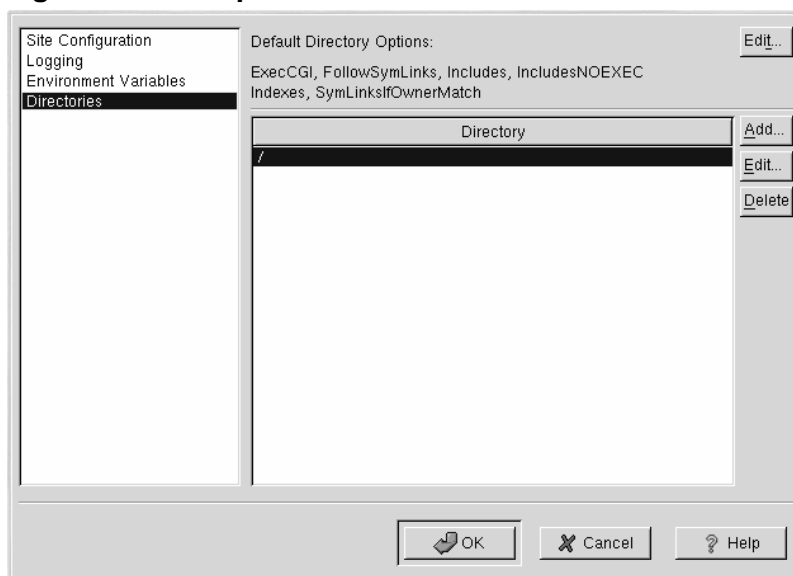 Site Configuration
Logging
Environment Variables
Directories
Default Directory Options:
Edit...
ExecCGI, FollowSymLinks, Includes, IncludesNOEXEC
Indexes, SymLinksIfOwnerMatch
Directory
/
Add...
Edit...
Delete
OK
Cancel
Help